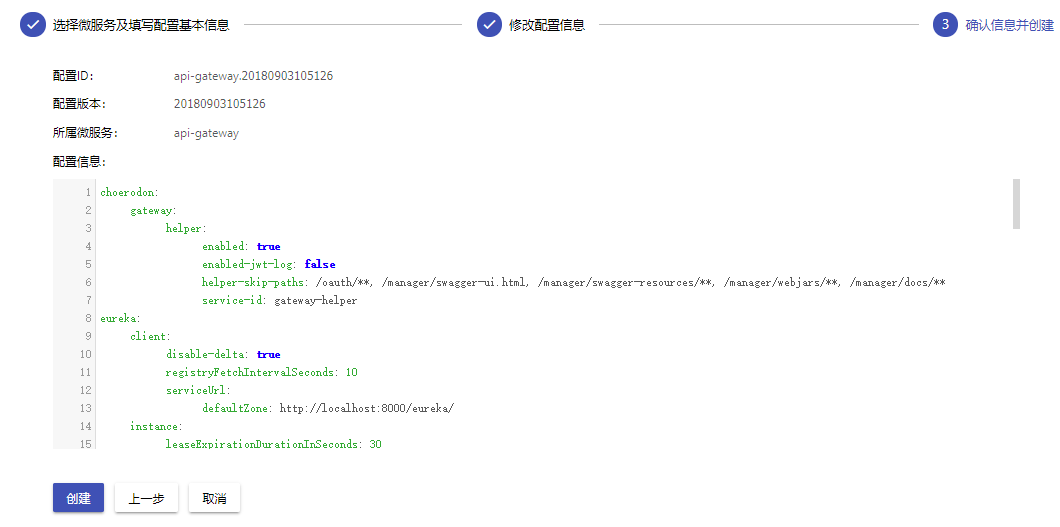 选择微服务及填写配置基本信息 修改配置信息 3 确认信息并创建
配置ID: api-gateway.20180903105126
配置版本: 20180903105126
所属微服务: api-gateway
配置信息:
1 choerodon:
2 gateway:
3 helper:
4 enabled: true
5 enabled-jwt-log: false
6 helper-skip-paths: /oauth/**, /manager/swagger-ui.html, /manager/swagger-resources/**, /manager/webjars/**, /manager/docs/**
7 service-id: gateway-helper
8 eureka:
9 client:
10 disable-delta: true
11 registryFetchIntervalSeconds: 10
12 serviceUrl:
13 defaultZone: http://localhost:8000/eureka/
14 instance:
15 leaseExpirationDurationInSeconds: 30
创建 上一步 取消